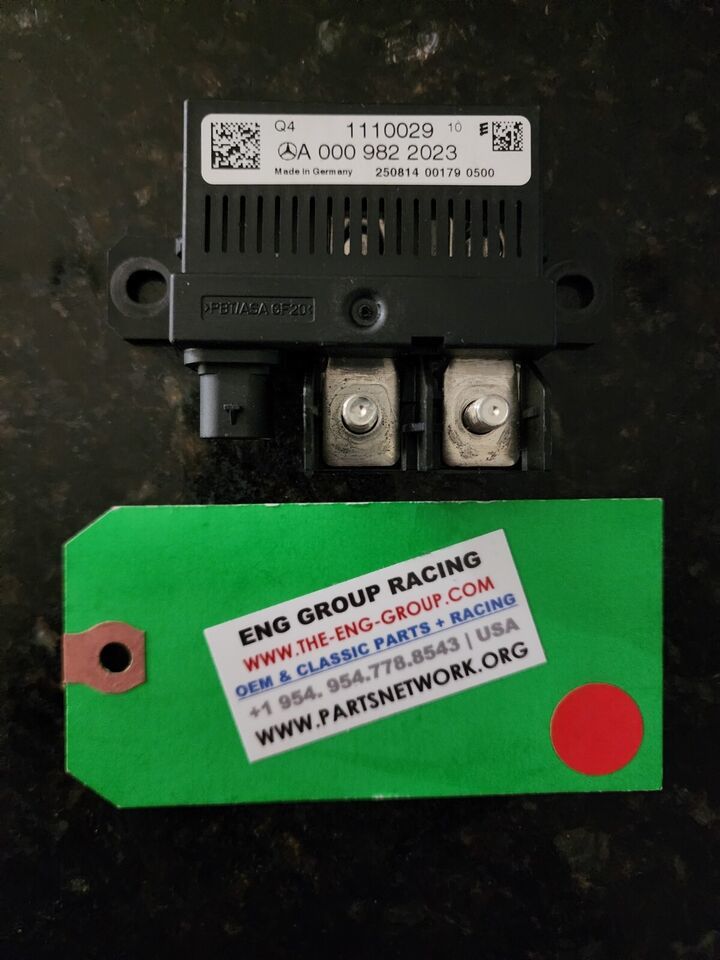 Q4 1110029 10 E
A 000 982 2023
Made in Germany 250814 00179 0500
>PBT/ASA GF20<
T
ENG GROUP RACING
WWW.THE-ENG-GROUP.COM
OEM & CLASSIC PARTS + RACING
+1 954. 954.778.8543 | USA
WWW.PARTSNETWORK.ORG